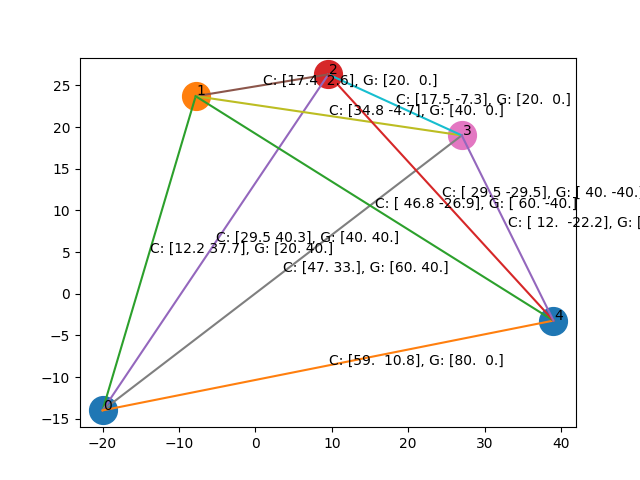 25
20
15
10
5
0
−5
−10
−15
−20
−10
0
10
20
30
40
0
1
2
3
4
C: [17.4 2.6], G: [20. 0.]
C: [17.5 -7.3], G: [20. 0.]
C: [34.8 -4.7], G: [40. 0.]
C: [ 29.5 -29.5], G: [ 40. -40.]
C: [ 46.8 -26.9], G: [ 60. -40.]
C: [ 12. -22.2], G: [
C: [29.5 40.3], G: [40. 40.]
C: [12.2 37.7], G: [20. 40.]
C: [47. 33.], G: [60. 40.]
C: [59. 10.8], G: [80. 0.]